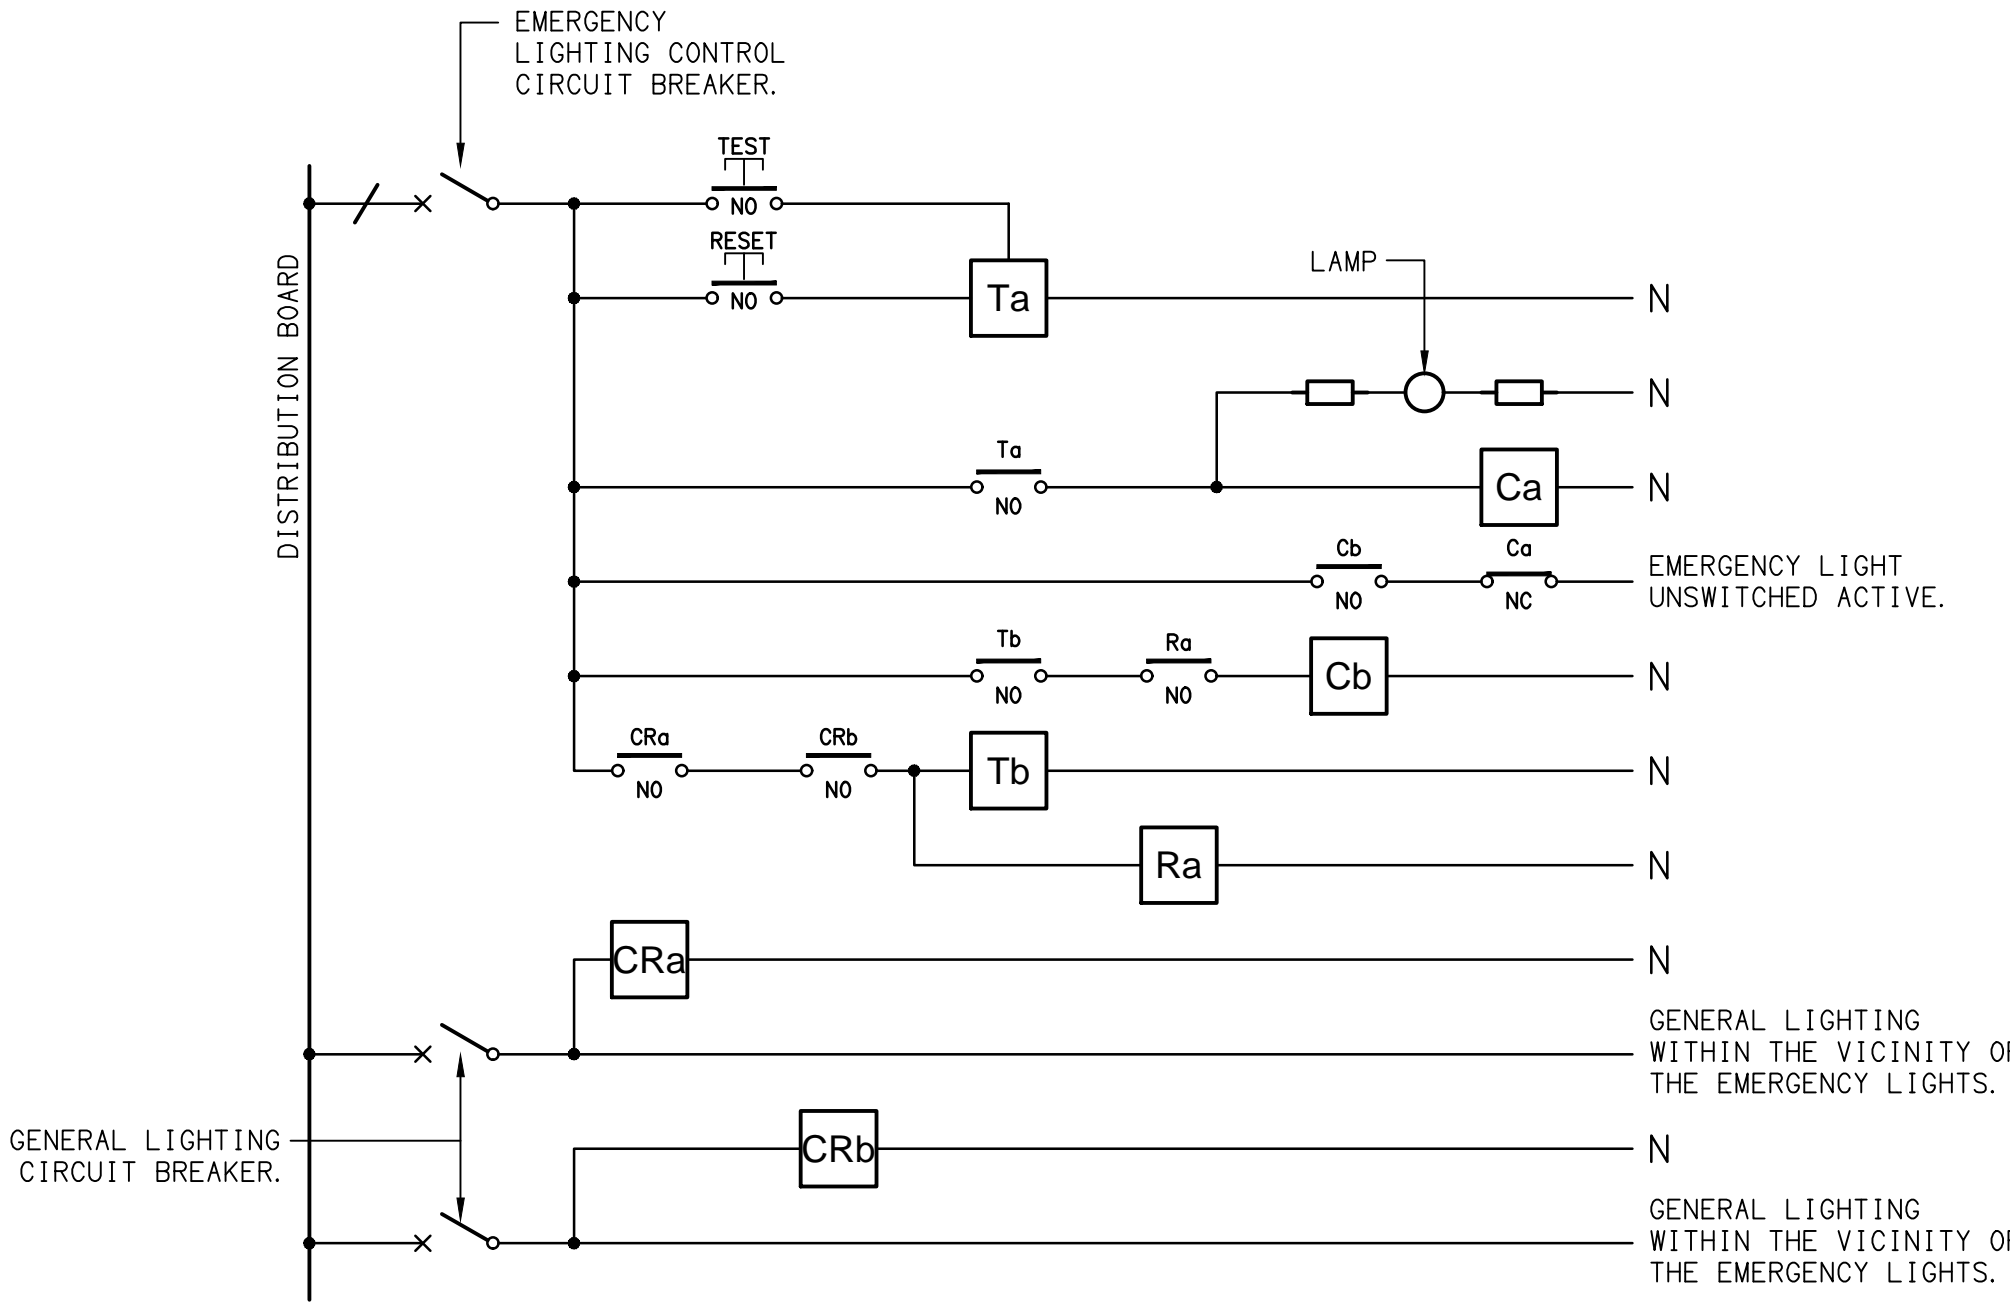 EMERGENCY
LIGHTING CONTROL
CIRCUIT BREAKER.
TEST
NO
RESET
NO
Ta
N
LAMP
N
DISTRIBUTION BOARD
Ta
NO
Ca
N
Cb
NO
Ca
NC
EMERGENCY LIGHT
UNSWITCHED ACTIVE.
Tb
NO
Ra
NO
Cb
N
CRa
NO
CRb
NO
Tb
N
Ra
N
CRa
N
GENERAL LIGHTING
WITHIN THE VICINITY
THE EMERGENCY LIGHTS.
GENERAL LIGHTING
CIRCUIT BREAKER.
CRb
N
GENERAL LIGHTING
WITHIN THE VICINITY
THE EMERGENCY LIGHTS.